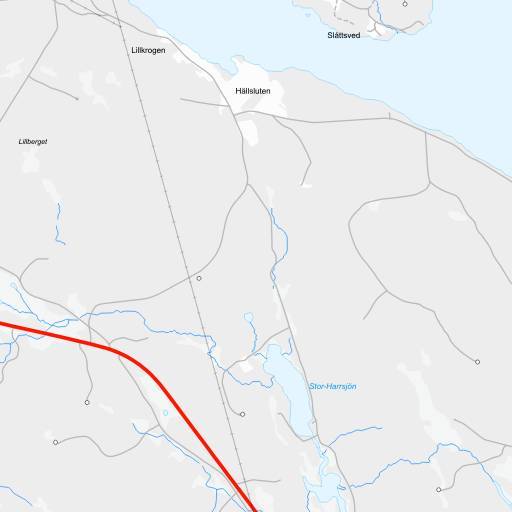 Slåttsved
Lillkrogen
Hällsluten
Lillberget
Stor-Harrsjön